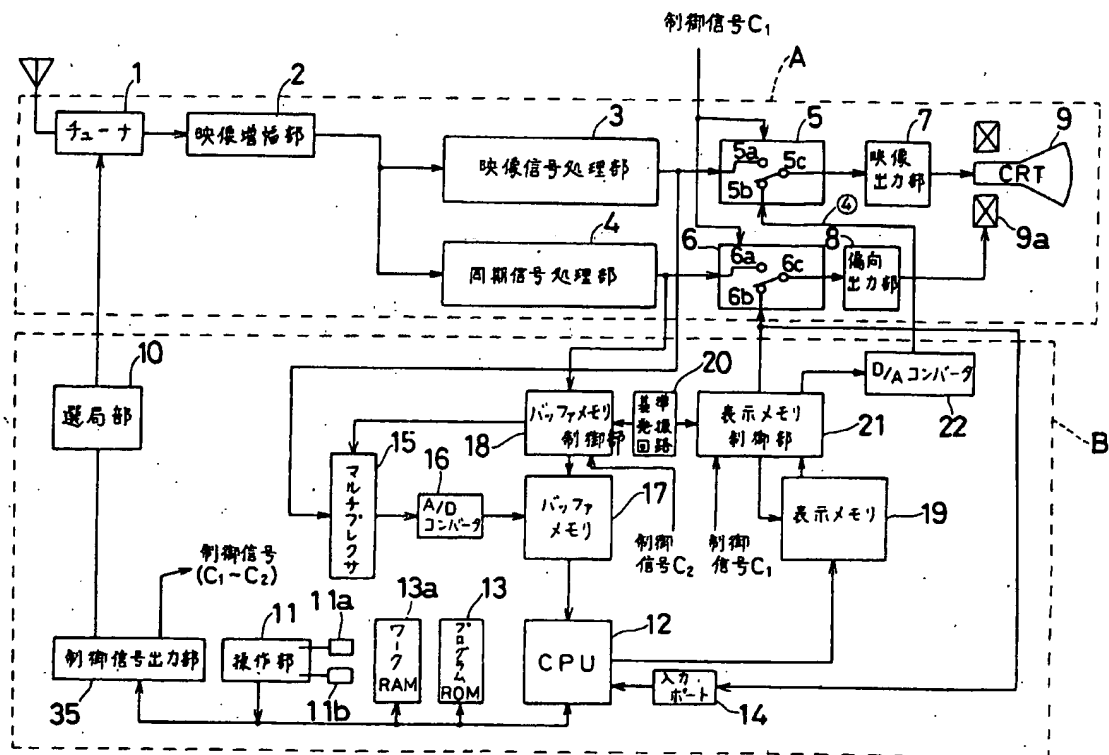 制御信号C1
A
1
2
3
5
7
9
チューナ
映像増幅部
映像信号処理部
5a
5c
5b
映像
出力部
CRT
④
4
6
8
9a
同期信号処理部
6a
6c
6b
偏向
出力部
10
選局部
20
D/Aコンバータ
22
バッファメモリ
制御部
18
基準
発振
回路
表示メモリ
制御部
21
B
15
マルチプレクサ
16
A/D
コンバータ
バッファ
メモリ
17
制御
信号C2
制御
信号C1
表示メモリ
19
制御信号
(C1~C2)
11
11a
11b
13a
13
12
制御信号出力部
35
操作部
ワーク
RAM
プログラム
ROM
CPU
入力
ポート
14